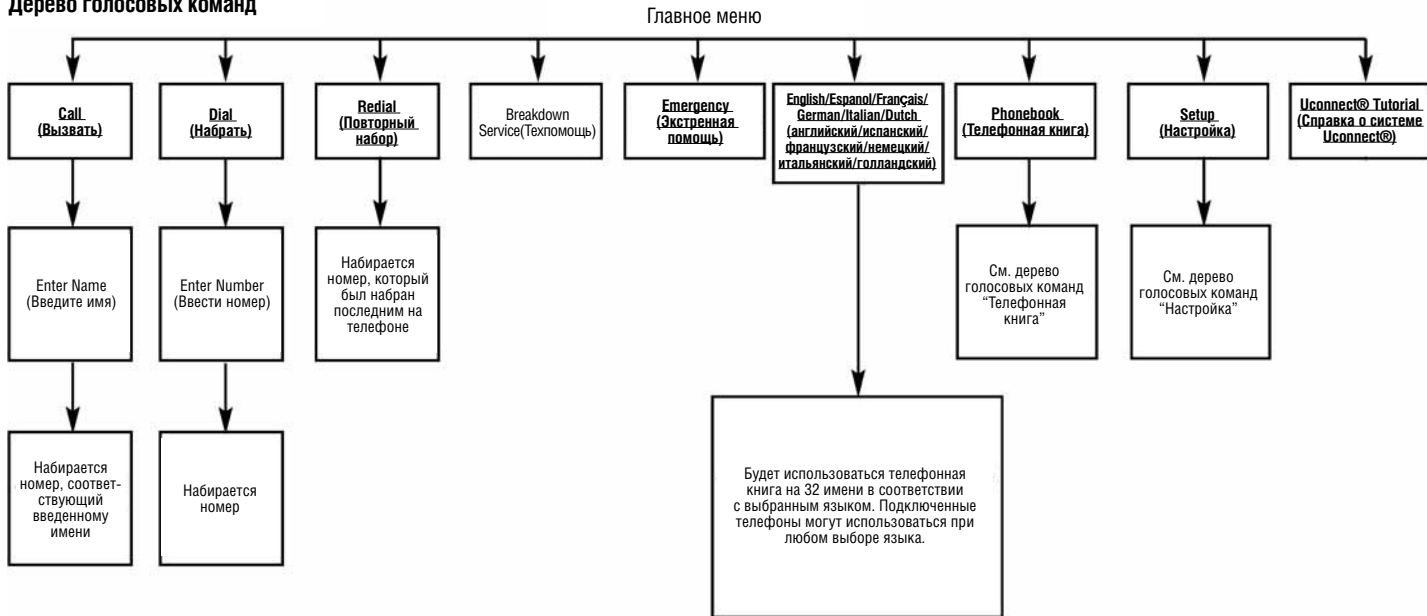 Дерево голосовых команд
Главное меню
Call
(Вызвать)
Dial
(Набрать)
Redial
(Повторный
набор)
Breakdown
Service(Техпомощь)
Emergency
(Экстренная
помощь)
English/Espanol/Français/
German/Italian/Dutch
(английский/испанский/
французский/немецкий/
итальянский/голландский)
Phonebook
(Телефонная книга)
Setup
(Настройка)
Uconnect® Tutorial
(Справка о системе
Uconnect®)
Enter Name
(Введите имя)
Enter Number
(Ввести номер)
Набирается
номер, который
был набран
последним на
телефоне
См. дерево
голосовых команд
“Телефонная
книга”
См. дерево
голосовых команд
“Настройка”
Набирается
номер, соответ-
ствующий
введенному
имени
Набирается
номер
Будет использоваться телефонная
книга на 32 имени в соответствии
с выбранным языком. Подключенные
телефоны могут использоваться при
любом выборе языка.